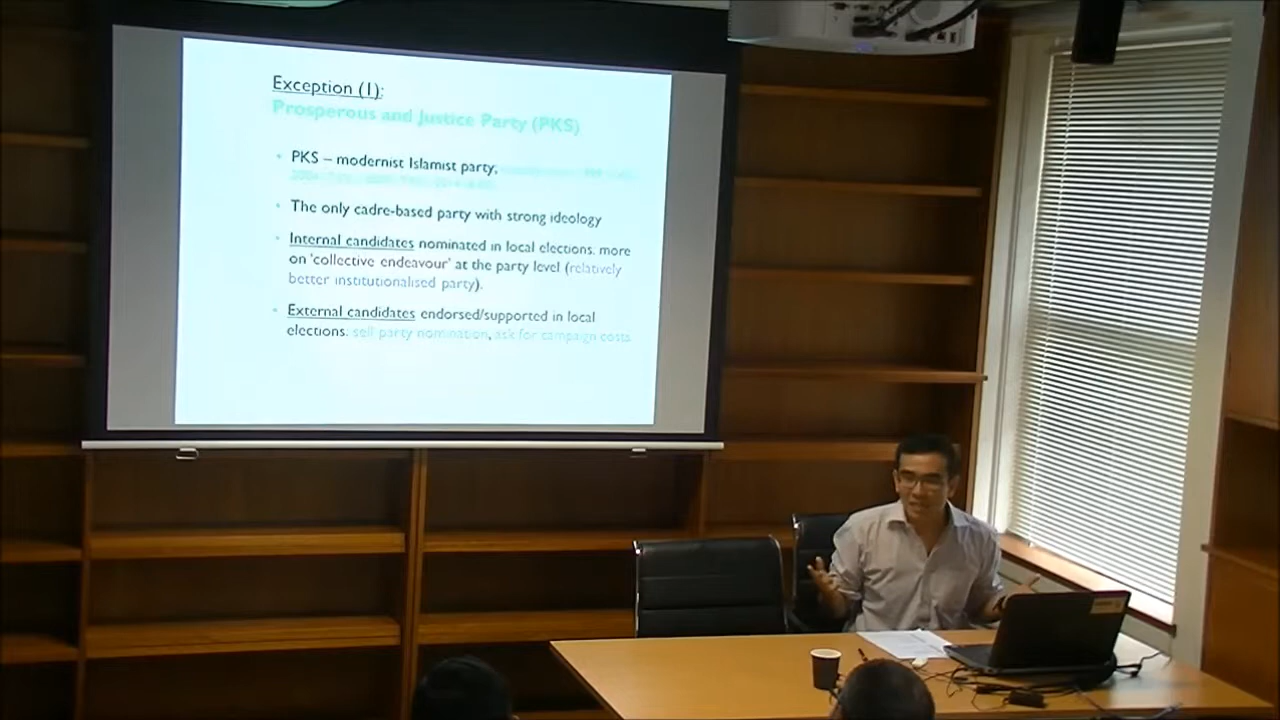 Exception (1):
Prosperous and Justice Party (PKS)
PKS – modernist Islamist party,
The only cadre-based party with strong ideology
Internal candidates nominated in local elections. more
on 'collective endeavour' at the party level (relatively
better institutionalised party).
External candidates endorsed/supported in local
elections. sell party nomination, ask for campaign costs